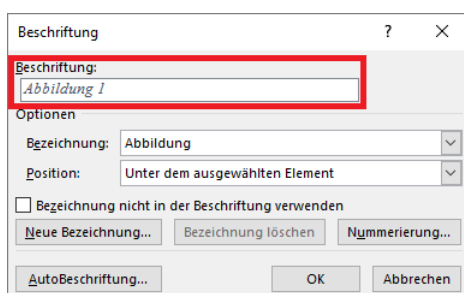 Beschriftung ? ×
Beschriftung:
Abbildung 1
Optionen
Bezeichnung: Abbildung
Position: Unter dem ausgewählten Element
Bezeichnung nicht in der Beschriftung verwenden
Neue Bezeichnung... Bezeichnung löschen Nummerierung...
AutoBeschriftung... OK Abbrechen